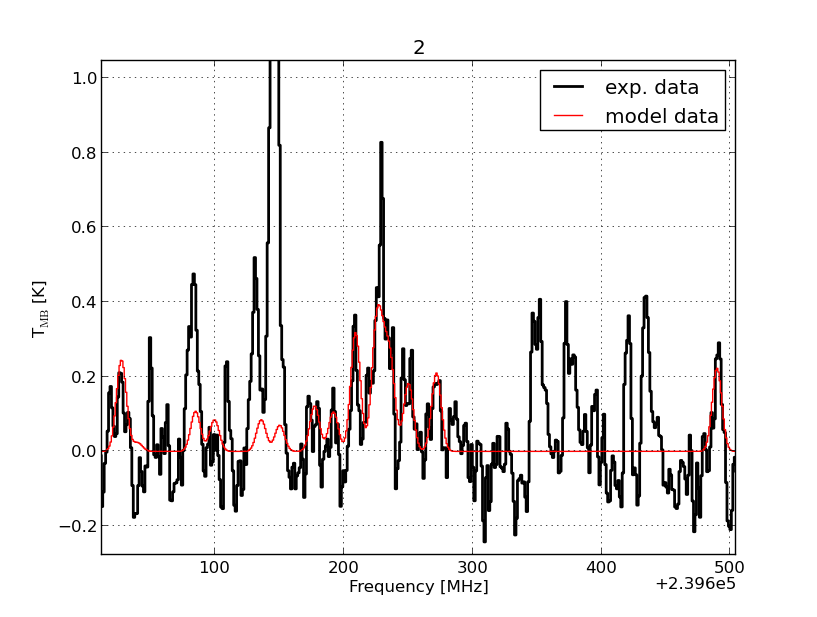 2
exp. data
model data
1.0
0.8
0.6
0.4
0.2
0.0
−0.2
T_MB [K]
100
200
300
400
500
+2.396e5
Frequency [MHz]